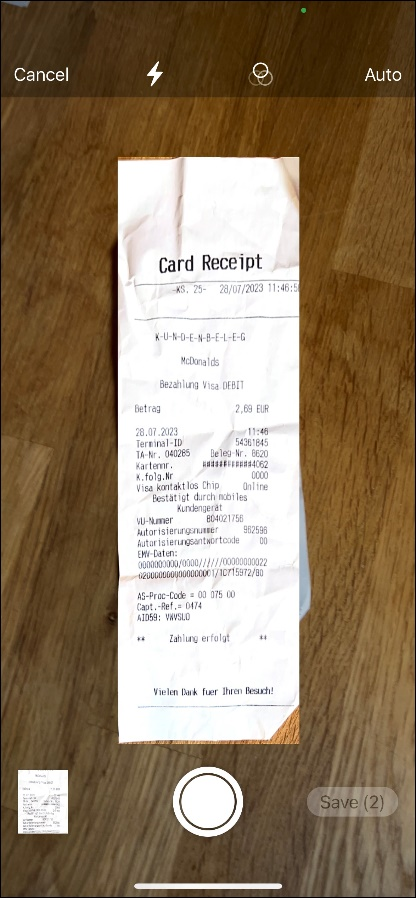 Cancel
Auto
Card Receipt
-KS. 25- 28/07/2023 11:46:5
K-U-N-D-E-N-B-E-L-E-G
McDonalds
Bezahlung Visa DEBIT
Betrag 2,69 EUR
28.07.2023 11:46
Terminal-ID 54361845
TA-Nr. 040285 Beleg-Nr. 8620
Kartennr. ############4062
K.folg.Nr 0000
Visa kontaktlos Chip Online
Bestätigt durch mobiles
Kundengerät
VU-Nummer
Autorisierungsnummer 962596
Autorisierungsantwortcode 00
EMV-Daten:
AS-Proc-Code = 00 075 00
Capt.-Ref.= 0474
AID59: VWVSLO
** Zahlung erfolgt **
Vielen Dank fuer Ihren Besuch!
Save (2)